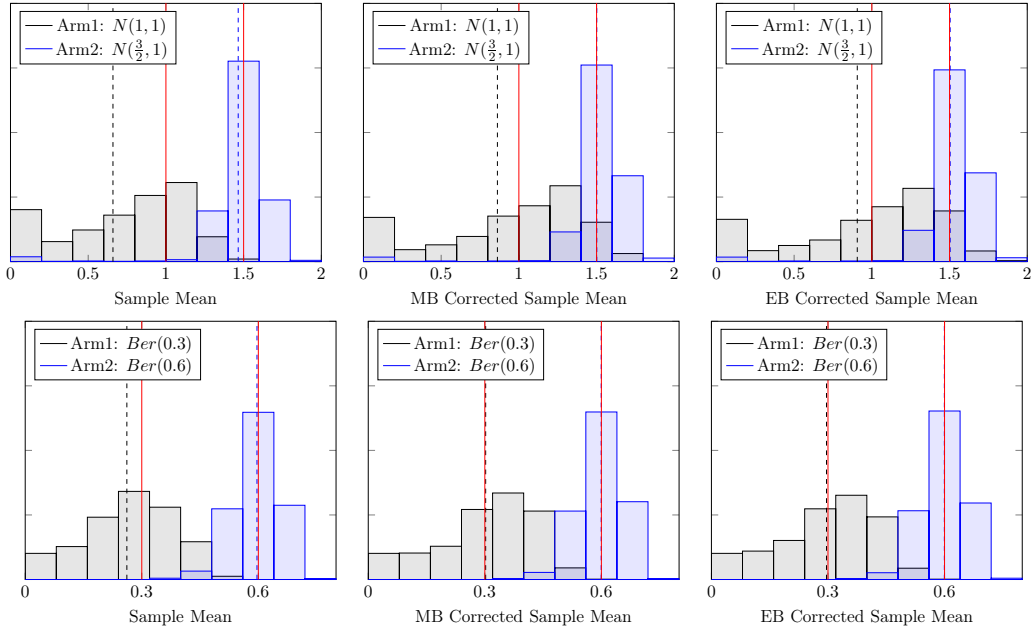 Arm1: N(1, 1)
Arm2: N(3/2, 1)
0 0.5 1 1.5 2
Sample Mean
Arm1: N(1, 1)
Arm2: N(3/2, 1)
0 0.5 1 1.5 2
MB Corrected Sample Mean
Arm1: N(1, 1)
Arm2: N(3/2, 1)
0 0.5 1 1.5 2
EB Corrected Sample Mean
Arm1: Ber(0.3)
Arm2: Ber(0.6)
0 0.3 0.6
Sample Mean
Arm1: Ber(0.3)
Arm2: Ber(0.6)
0 0.3 0.6
MB Corrected Sample Mean
Arm1: Ber(0.3)
Arm2: Ber(0.6)
0 0.3 0.6
EB Corrected Sample Mean